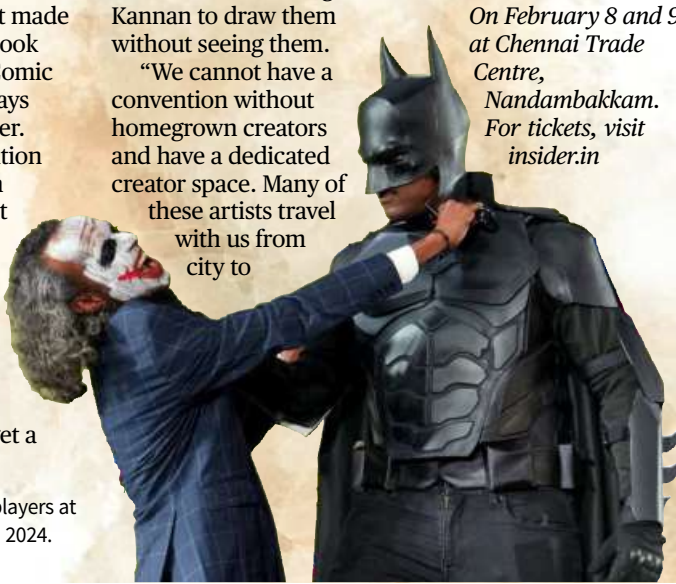 t made
ook
omic
ays
er.
tion
t
et a
layers at
2024.
Kannan to draw them
without seeing them.
“We cannot have a
convention without
homegrown creators
and have a dedicated
creator space. Many of
these artists travel
with us from
city to
On February 8 and 9
at Chennai Trade
Centre,
Nandambakkam.
For tickets, visit
insider.in